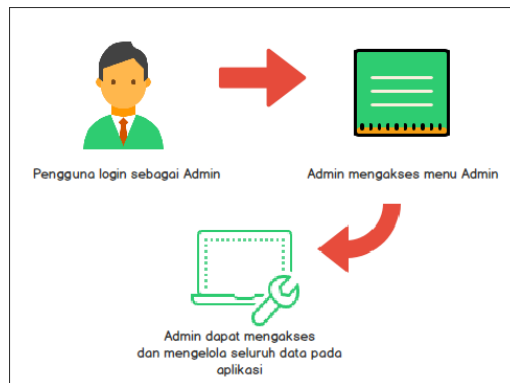 Pengguna login sebagai Admin
Admin mengakses menu Admin
Admin dapat mengakses
dan mengelola seluruh data pada
aplikasi